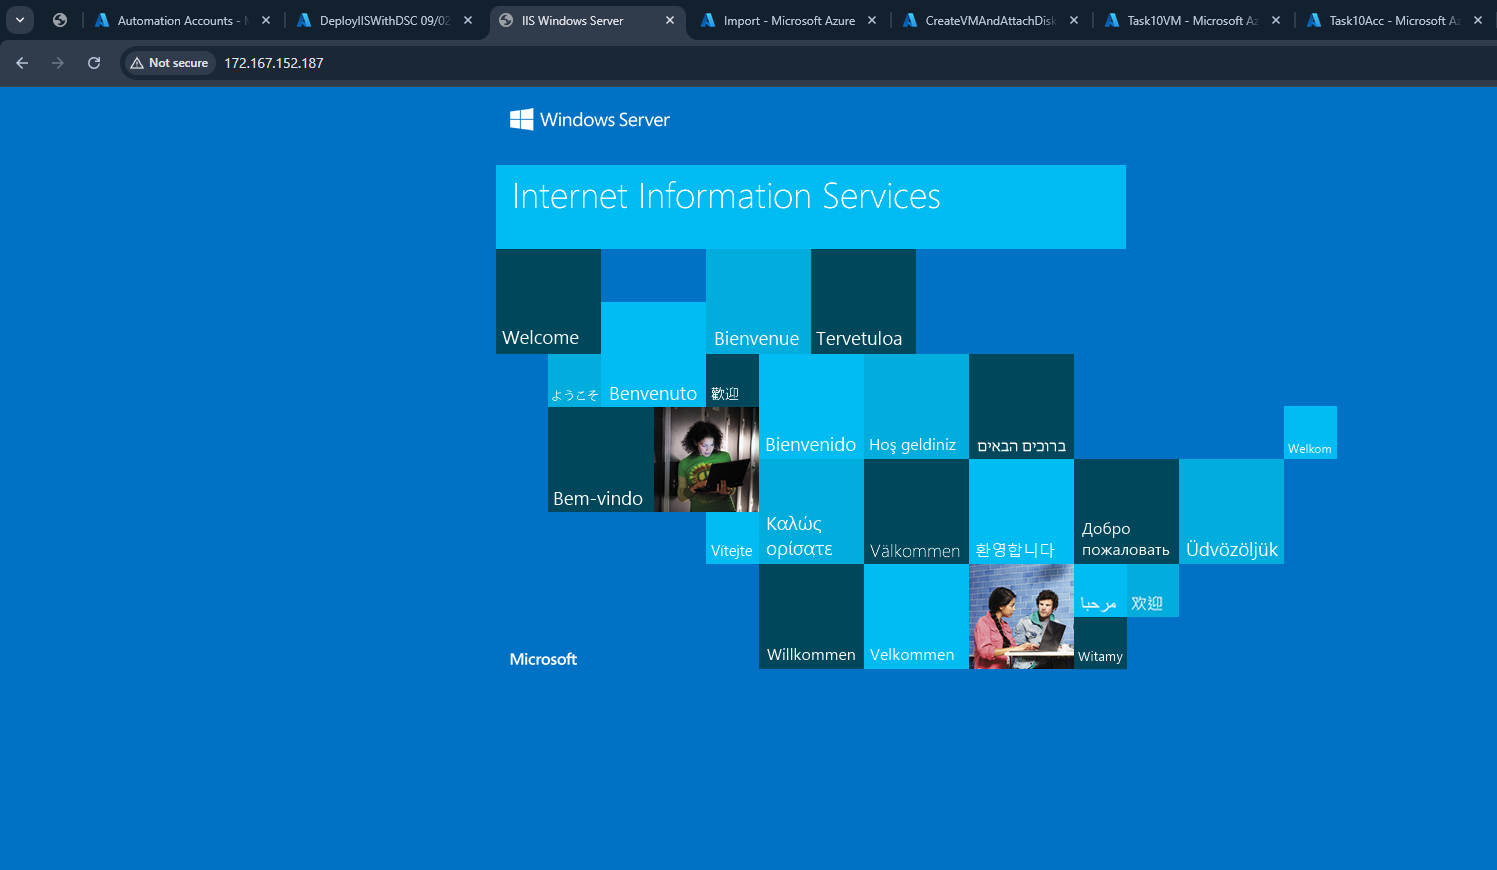 Automation Accounts - M
DeployIISWithDSC 09/02
IIS Windows Server
Import - Microsoft Azure
CreateVMAndAttachDisk
Task10VM - Microsoft Az
Task10Acc - Microsoft Az
Not secure
172.167.152.187
Windows Server
Internet Information Services
Welcome
Bienvenue
Tervetuloa
ようこそ
Benvenuto
歡迎
Bienvenido
Hoş geldiniz
ברוכים הבאים
Welkom
Bem-vindo
Vítejte
Καλώς
ορίσατε
Välkommen
환영합니다
Добро
пожаловать
Üdvözöljük
مرحبا
欢迎
Willkommen
Velkommen
Witamy
Microsoft